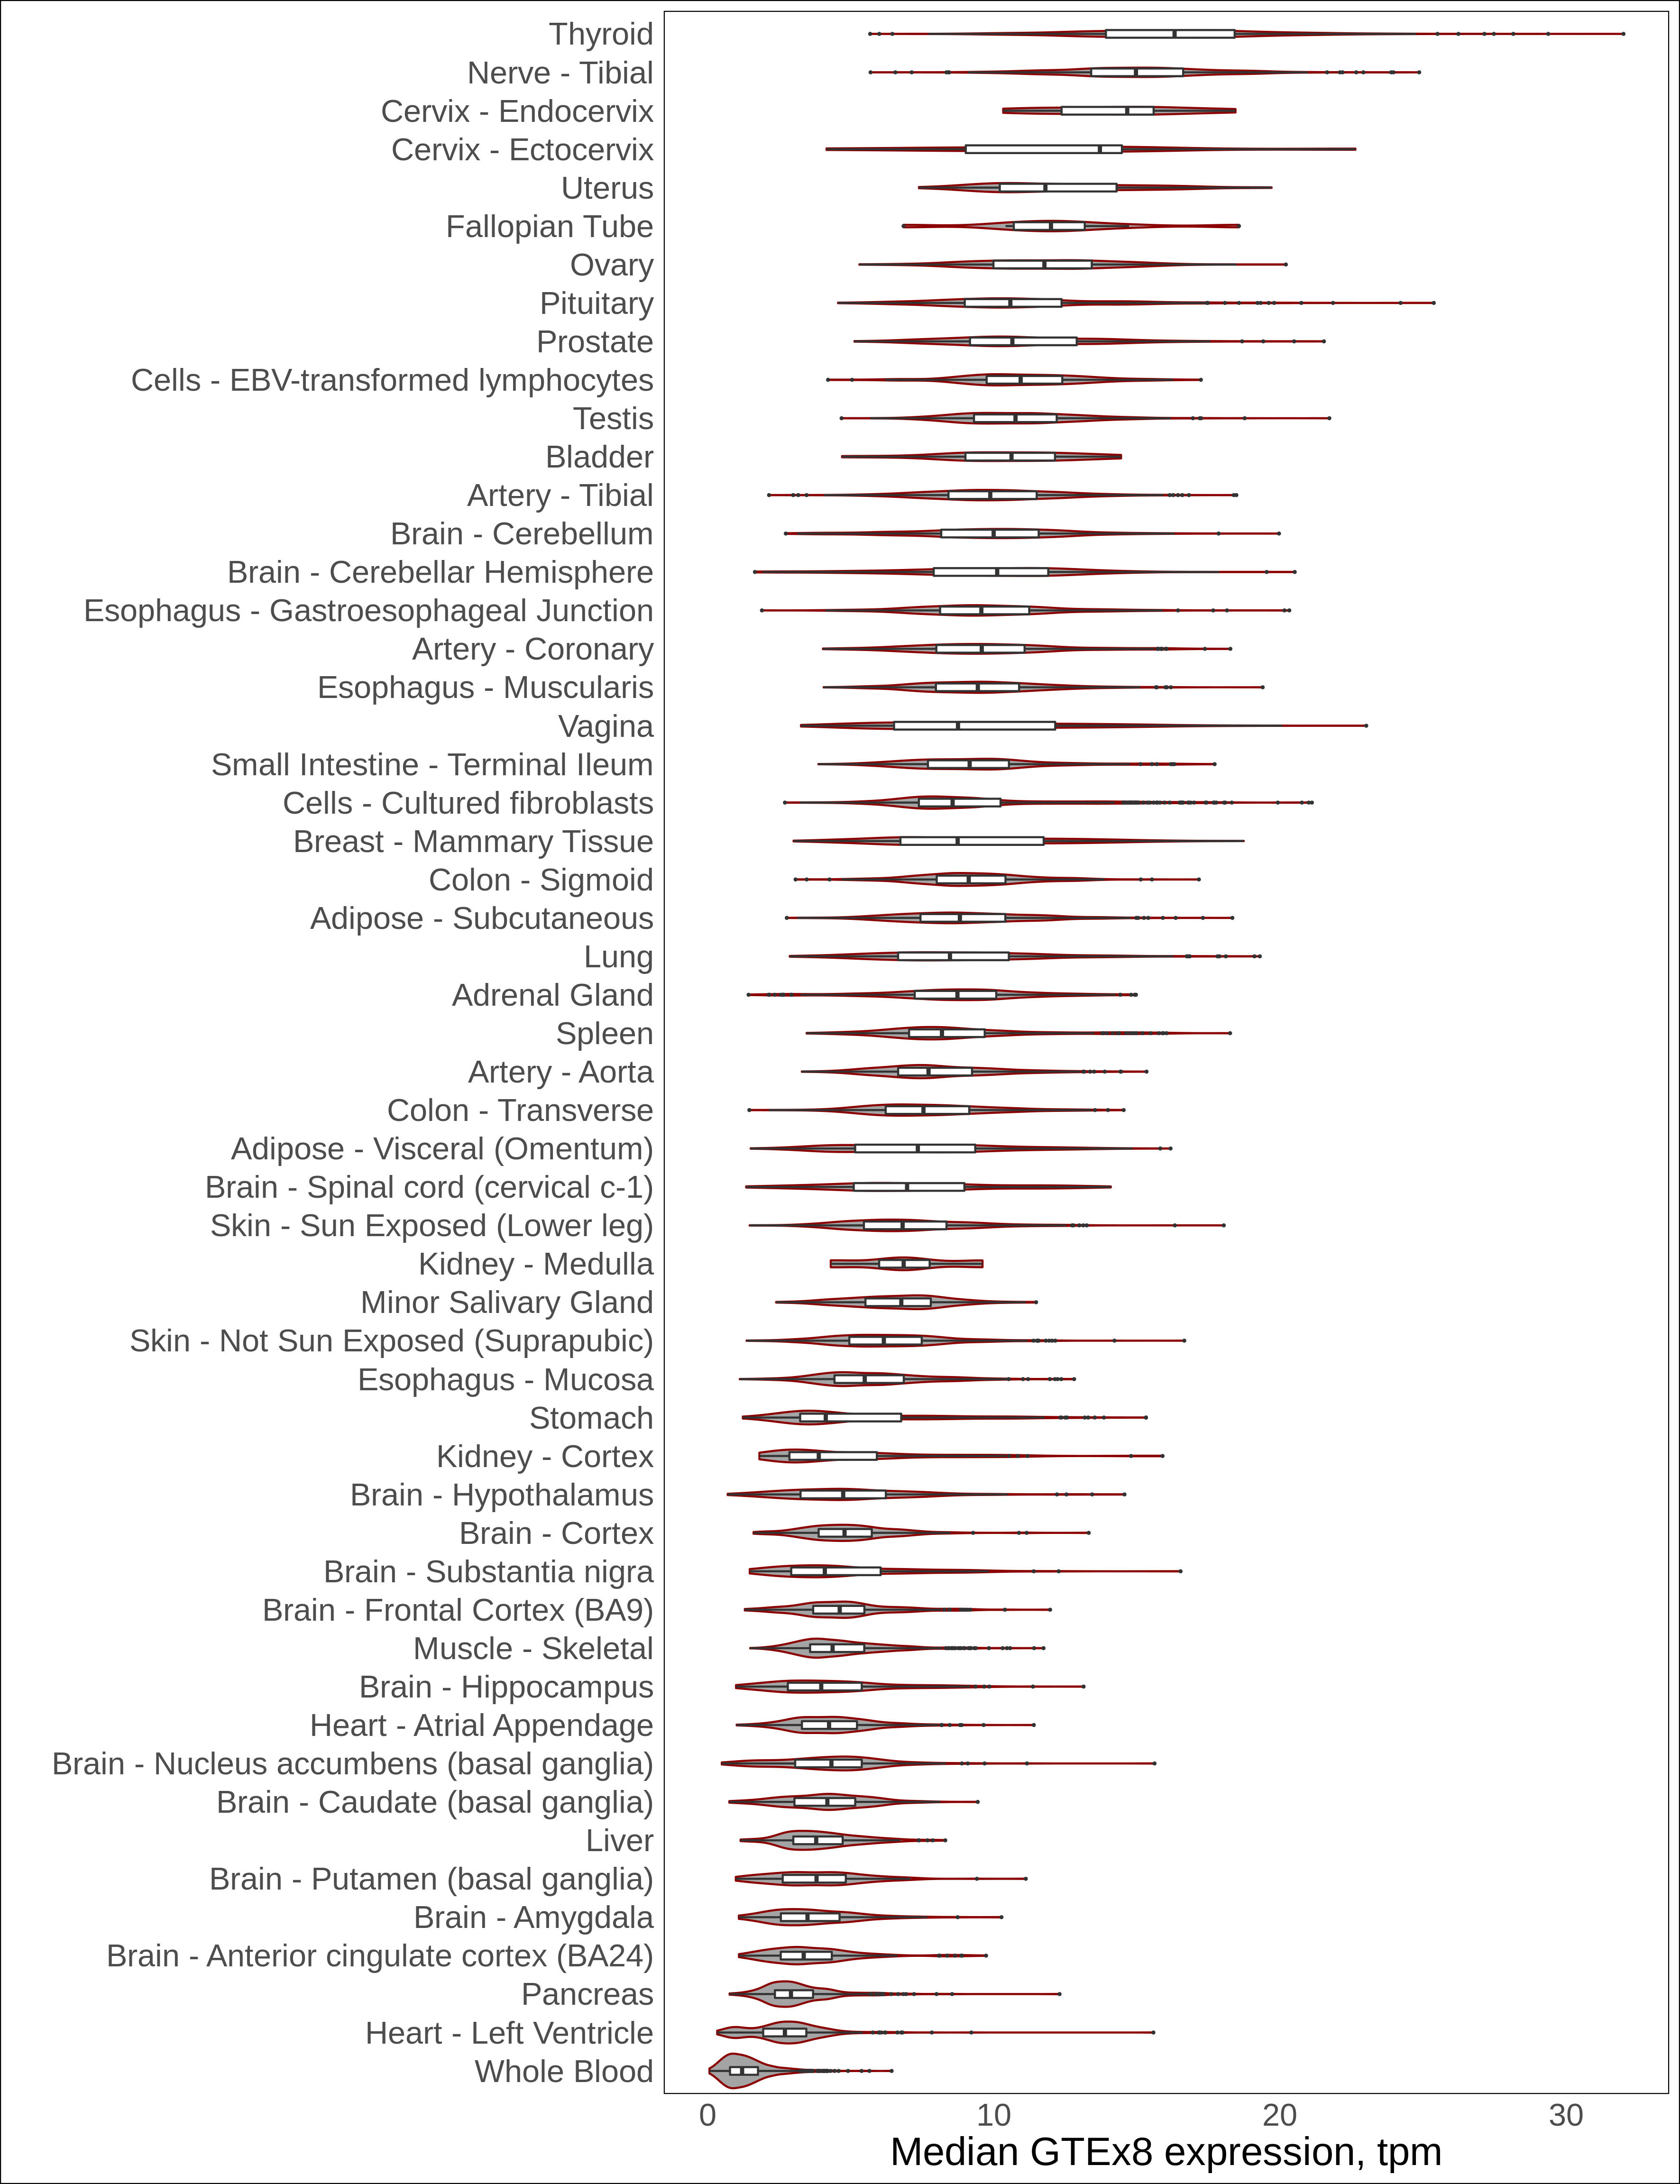 Thyroid
Nerve - Tibial
Cervix - Endocervix
Cervix - Ectocervix
Uterus
Fallopian Tube
Ovary
Pituitary
Prostate
Cells - EBV-transformed lymphocytes
Testis
Bladder
Artery - Tibial
Brain - Cerebellum
Brain - Cerebellar Hemisphere
Esophagus - Gastroesophageal Junction
Artery - Coronary
Esophagus - Muscularis
Vagina
Small Intestine - Terminal Ileum
Cells - Cultured fibroblasts
Breast - Mammary Tissue
Colon - Sigmoid
Adipose - Subcutaneous
Lung
Adrenal Gland
Spleen
Artery - Aorta
Colon - Transverse
Adipose - Visceral (Omentum)
Brain - Spinal cord (cervical c-1)
Skin - Sun Exposed (Lower leg)
Kidney - Medulla
Minor Salivary Gland
Skin - Not Sun Exposed (Suprapubic)
Esophagus - Mucosa
Stomach
Kidney - Cortex
Brain - Hypothalamus
Brain - Cortex
Brain - Substantia nigra
Brain - Frontal Cortex (BA9)
Muscle - Skeletal
Brain - Hippocampus
Heart - Atrial Appendage
Brain - Nucleus accumbens (basal ganglia)
Brain - Caudate (basal ganglia)
Liver
Brain - Putamen (basal ganglia)
Brain - Amygdala
Brain - Anterior cingulate cortex (BA24)
Pancreas
Heart - Left Ventricle
Whole Blood
0 10 20 30
Median GTEx8 expression, tpm